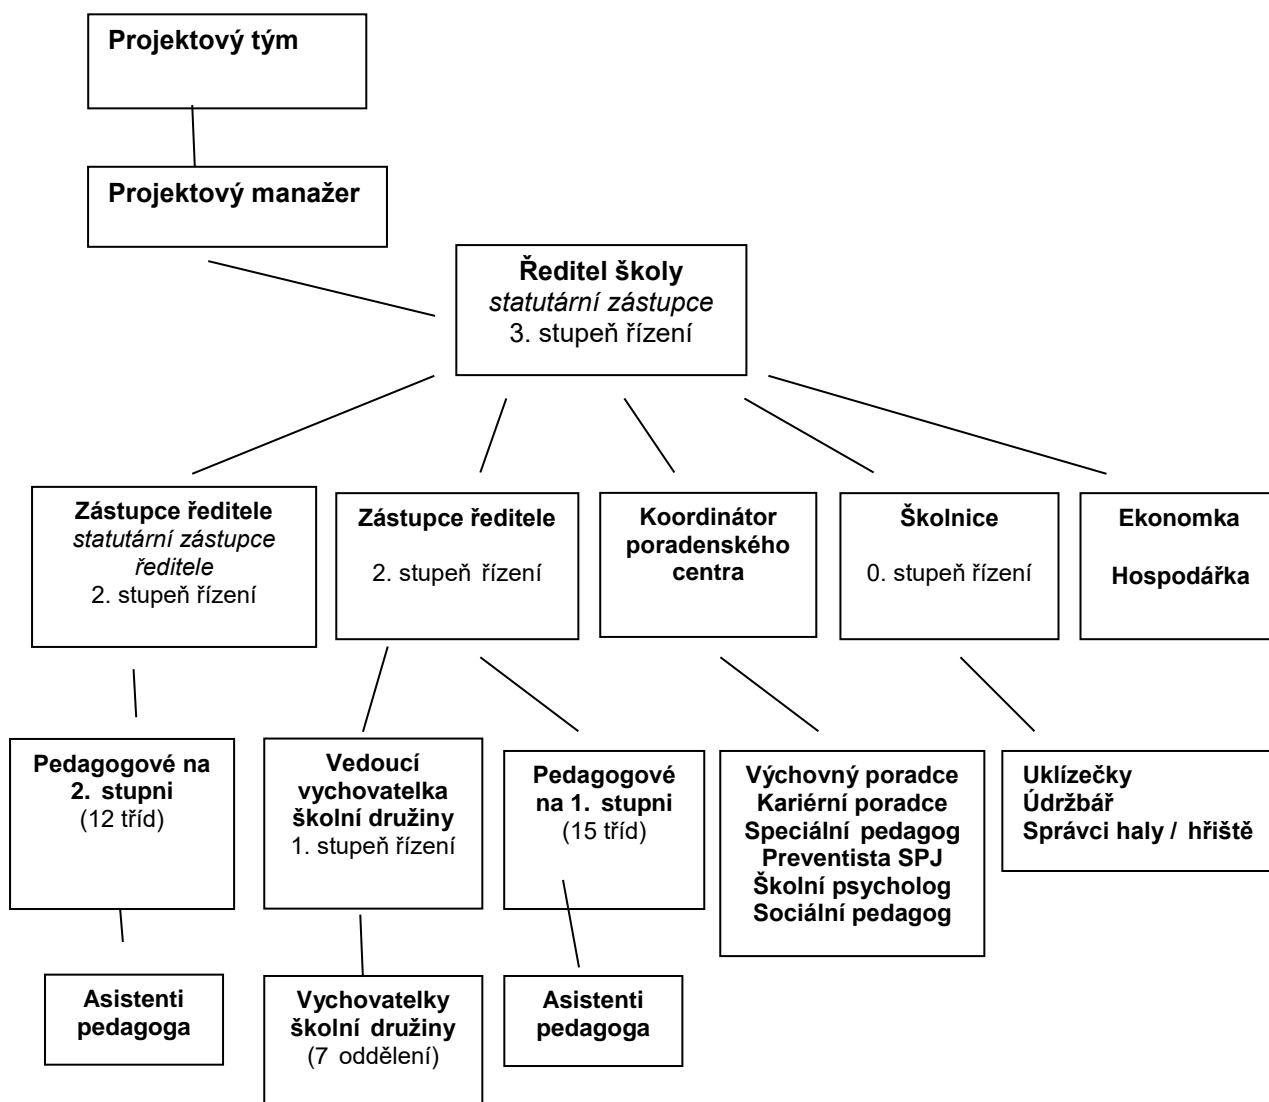 Projektový tým
Projektový manažer
Ředitel školy
statutární zástupce
3. stupeň řízení
Zástupce ředitele
statutární zástupce
ředitele
2. stupeň řízení
Zástupce ředitele
2. stupeň řízení
Koordinátor
poradenského
centra
Školnice
0. stupeň řízení
Ekonomka
Hospodářka
Pedagogové na
2. stupni
(12 tříd)
Vedoucí
vychovatelka
školní družiny
1. stupeň řízení
Pedagogové
na 1. stupni
(15 tříd)
Výchovný poradce
Kariérní poradce
Speciální pedagog
Preventista SPJ
Školní psycholog
Sociální pedagog
Uklízečky
Údržbář
Správci haly / hřiště
Asistenti
pedagoga
Vychovatelky
školní družiny
(7 oddělení)
Asistenti
pedagoga